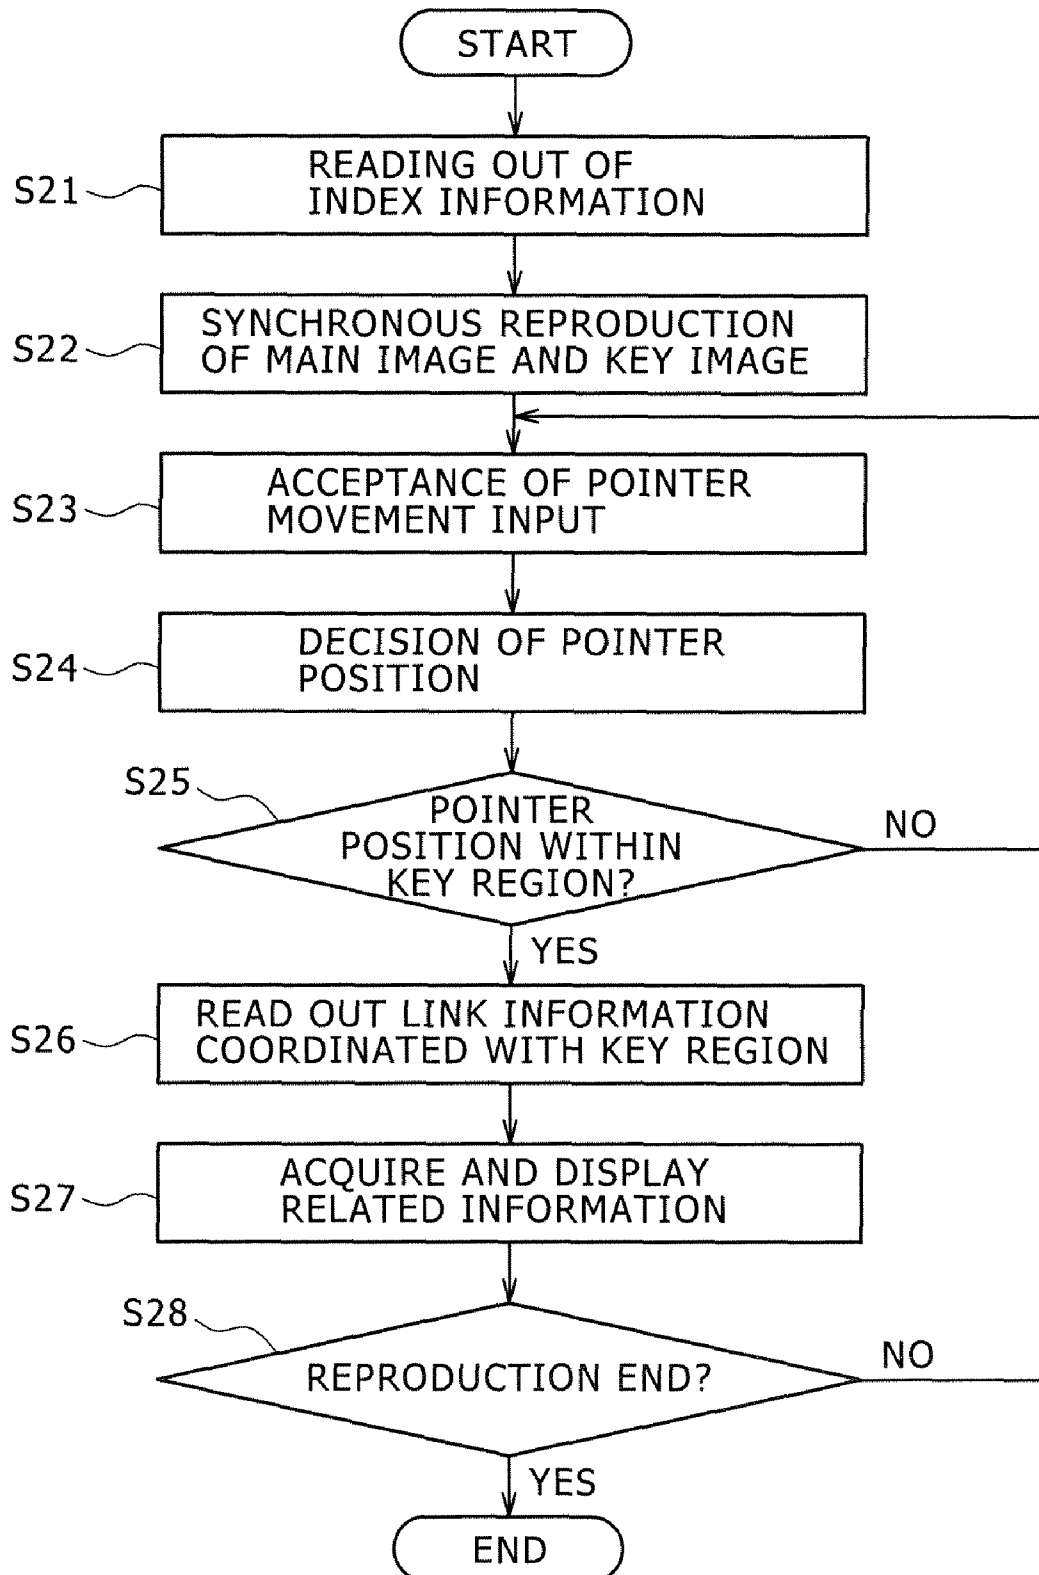 START
S21
READING OUT OF
INDEX INFORMATION
S22
SYNCHRONOUS REPRODUCTION
OF MAIN IMAGE AND KEY IMAGE
S23
ACCEPTANCE OF POINTER
MOVEMENT INPUT
S24
DECISION OF POINTER
POSITION
S25
POINTER
POSITION WITHIN
KEY REGION?
NO
YES
S26
READ OUT LINK INFORMATION
COORDINATED WITH KEY REGION
S27
ACQUIRE AND DISPLAY
RELATED INFORMATION
S28
REPRODUCTION END?
NO
YES
END